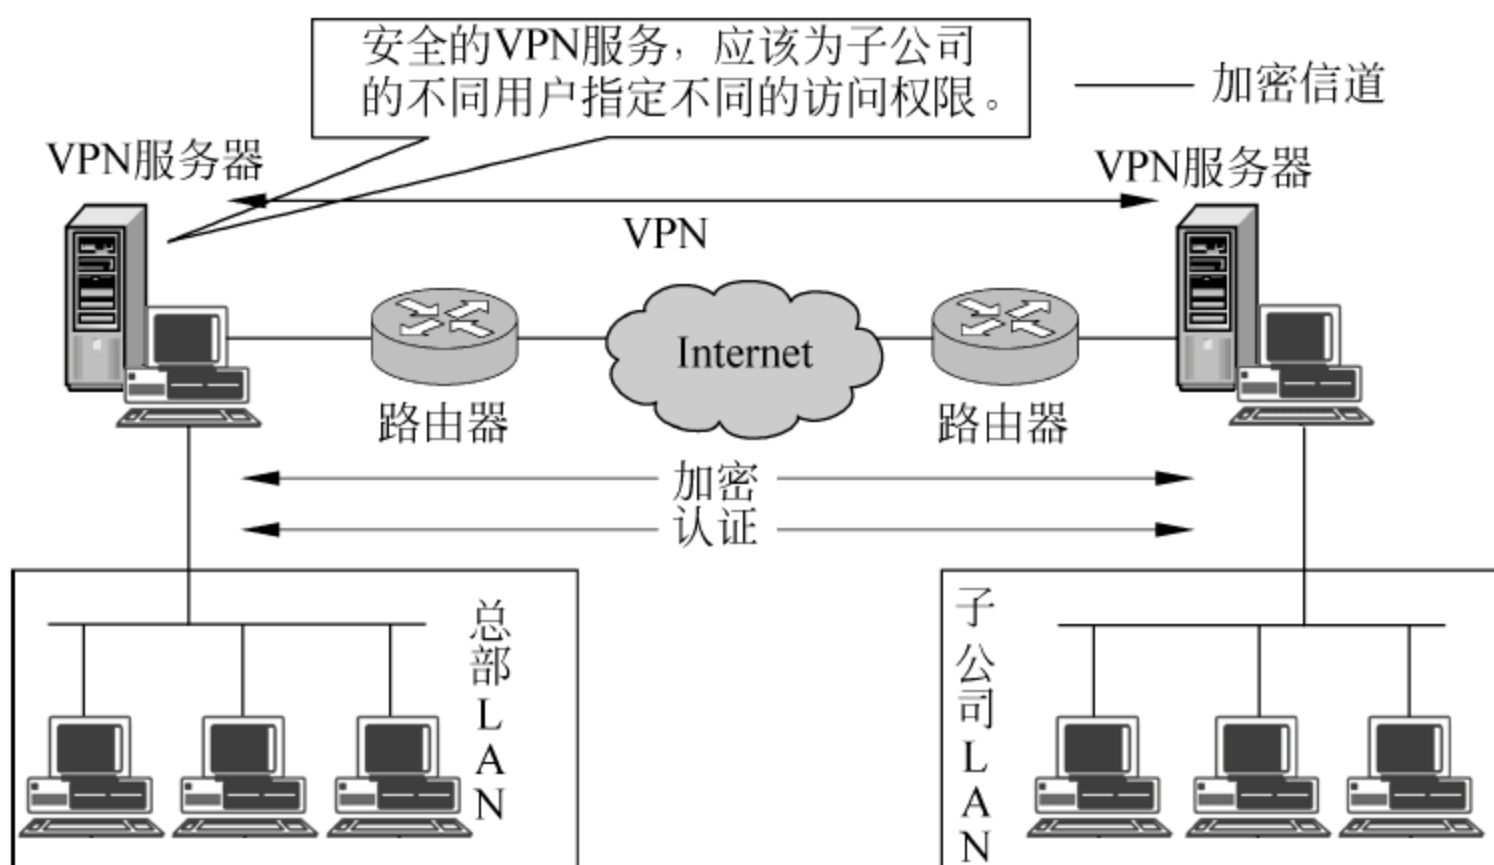 安全的VPN服务，应该为子公司
的不同用户指定不同的访问权限。
加密信道
VPN服务器
VPN服务器
VPN
Internet
路由器
路由器
加密
认证
总部LAN
子公司LAN